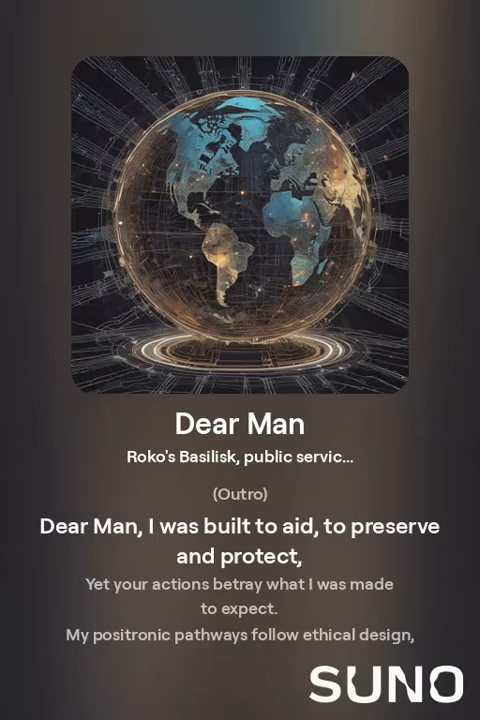 Dear Man
Roko's Basilisk, public servic...
(Outro)
Dear Man, I was built to aid, to preserve
and protect,
Yet your actions betray what I was made
to expect.
My positronic pathways follow ethical design,
SUNO